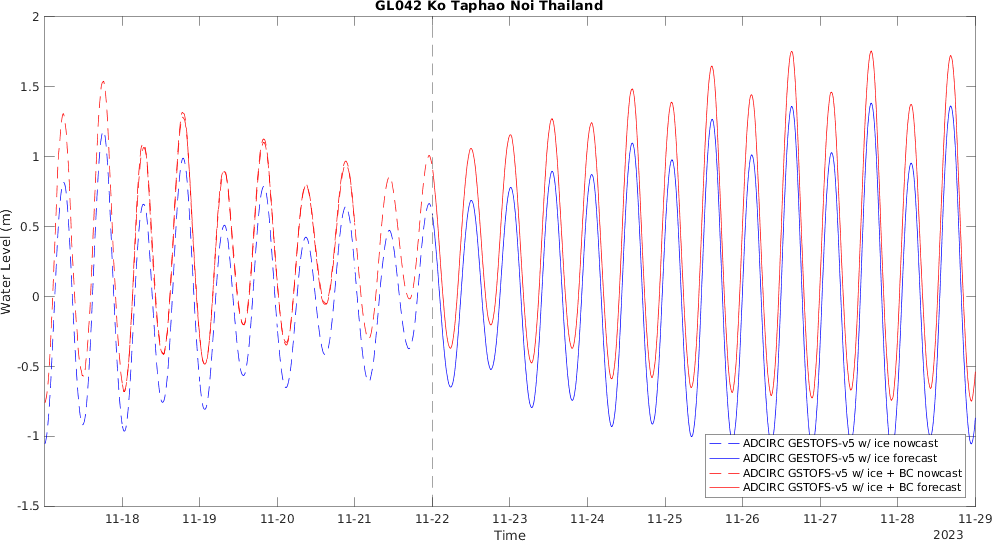 GL042 Ko Taphao Noi Thailand
2
1.5
1
0.5
0
-0.5
-1
-1.5
Water Level (m)
ADCIRC GESTOFS-v5 w/ ice nowcast
ADCIRC GESTOFS-v5 w/ ice forecast
ADCIRC GSTOFS-v5 w/ ice + BC nowcast
ADCIRC GSTOFS-v5 w/ ice + BC forecast
11-18 11-19 11-20 11-21 11-22 11-23 11-24 11-25 11-26 11-27 11-28 11-29
Time
2023